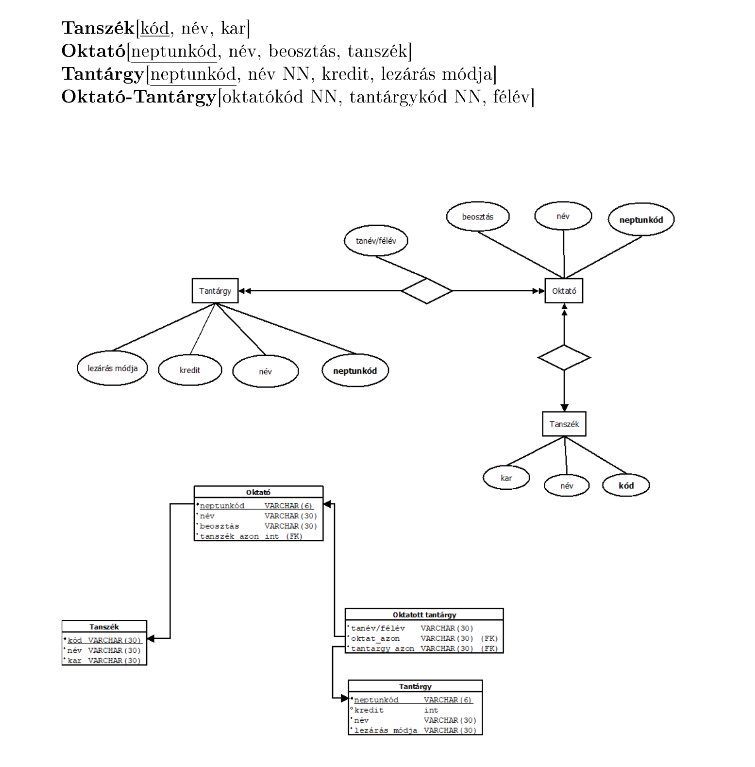 Tanszék[kód, név, kar]
Oktató[neptunkód, név, beosztás, tanszék]
Tantárgy[neptunkód, név NN, kredit, lezárás módja]
Oktató-Tantárgy[oktatókód NN, tantárgykód NN, félév]
beosztás
név
neptunkód
tanév/félév
Tantárgy
Oktató
lezárás módja
kredit
név
neptunkód
Tanszék
kar
név
kód
Oktató
neptunkód VARCHAR(6)
név VARCHAR(30)
beosztás VARCHAR(30)
tanszék_azon int (FK)
Tanszék
kód VARCHAR(30)
név VARCHAR(30)
kar VARCHAR(30)
Oktatott tantárgy
tanév/félév VARCHAR(30)
oktat_azon VARCHAR(30) (FK)
tantargy_azon VARCHAR(30) (FK)
Tantárgy
neptunkód VARCHAR(6)
kredit int
név VARCHAR(30)
lezárás módja VARCHAR(30)